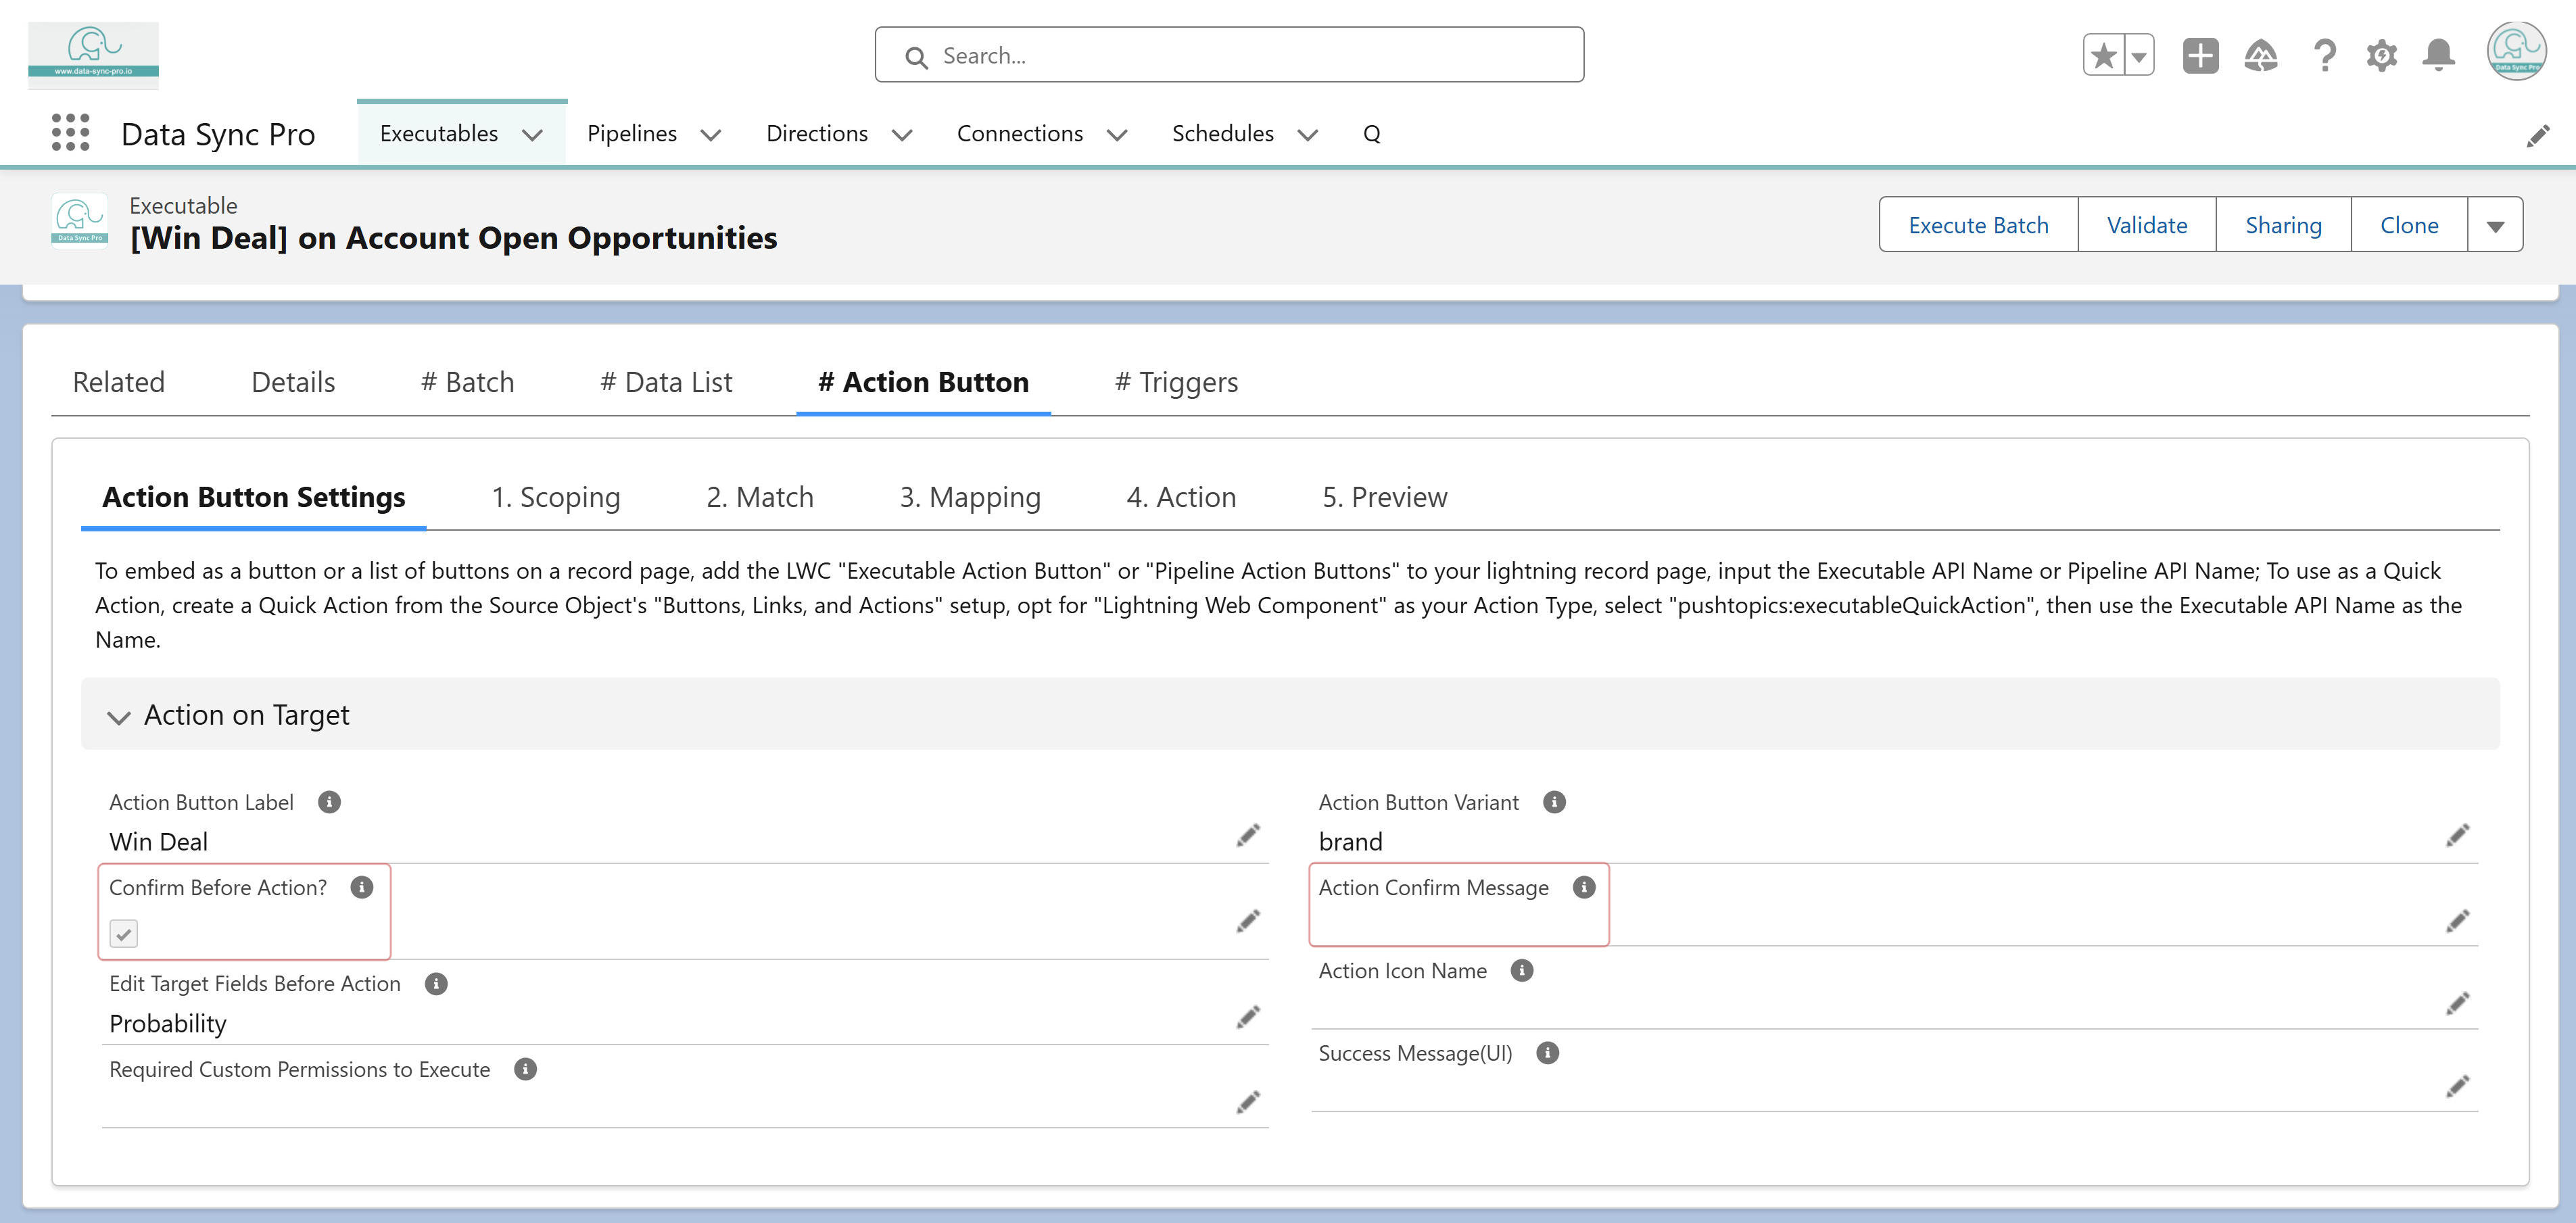 www.data-sync-pro.io
Search...
Data Sync Pro
Data Sync Pro
Executables
Pipelines
Directions
Connections
Schedules
Q
Data Sync Pro
Executable
[Win Deal] on Account Open Opportunities
Execute Batch
Validate
Sharing
Clone
Related
Details
# Batch
# Data List
# Action Button
# Triggers
Action Button Settings
1. Scoping
2. Match
3. Mapping
4. Action
5. Preview
To embed as a button or a list of buttons on a record page, add the LWC "Executable Action Button" or "Pipeline Action Buttons" to your lightning record page, input the Executable API Name or Pipeline API Name; To use as a Quick
Action, create a Quick Action from the Source Object's "Buttons, Links, and Actions" setup, opt for "Lightning Web Component" as your Action Type, select "pushtopics:executableQuickAction", then use the Executable API Name as the
Name.
Action on Target
Action Button Label
Win Deal
Action Button Variant
brand
Confirm Before Action?
Action Confirm Message
Edit Target Fields Before Action
Probability
Action Icon Name
Required Custom Permissions to Execute
Success Message(UI)